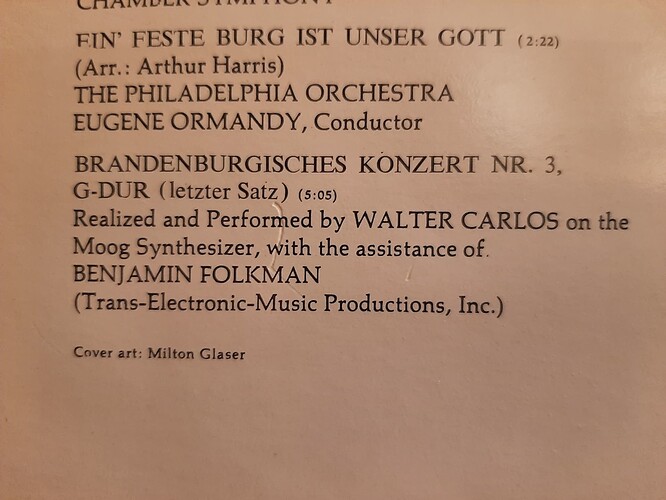 CHAMBER SYMPHONY
EIN' FESTE BURG IST UNSER GOTT (2:22)
(Arr.: Arthur Harris)
THE PHILADELPHIA ORCHESTRA
EUGENE ORMANDY, Conductor
BRANDENBURGISCHES KONZERT NR. 3,
G-DUR (letzter Satz) (5:05)
Realized and Performed by WALTER CARLOS on the
Moog Synthesizer, with the assistance of
BENJAMIN FOLKMAN
(Trans-Electronic-Music Productions, Inc.)
Cover art: Milton Glaser